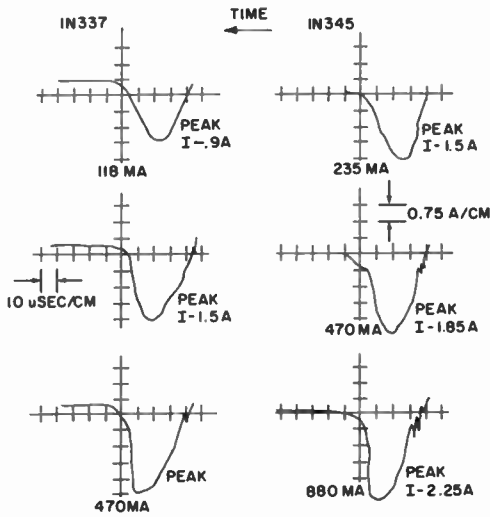 IN337
TIME
IN345
PEAK
I-.9A
118 MA
PEAK
I-1.5A
235 MA
0.75 A/CM
10 uSEC/CM
PEAK
I-1.5A
PEAK
I-1.85A
470 MA
PEAK
470MA
PEAK
I-2.25A
880 MA